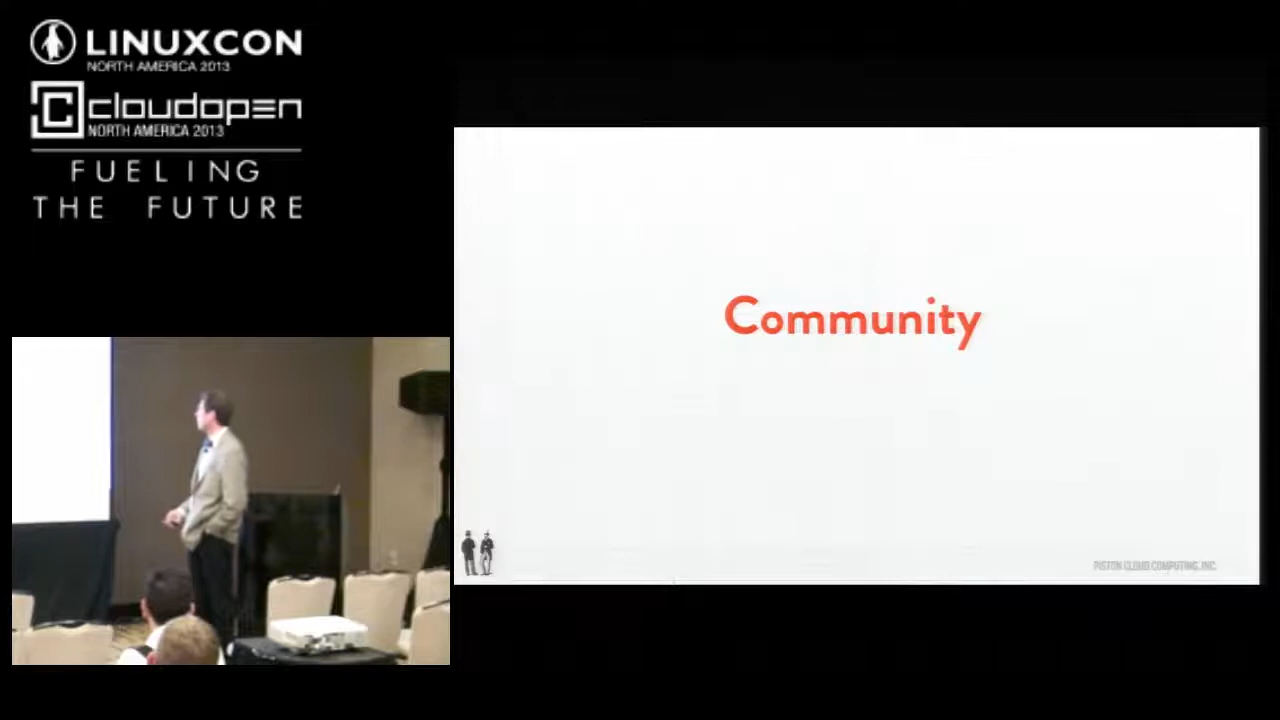 LINUXCON
NORTH AMERICA 2013
cloudopen
NORTH AMERICA 2013
FUELING
THE FUTURE
Community
PISTON CLOUD COMPUTING, INC.